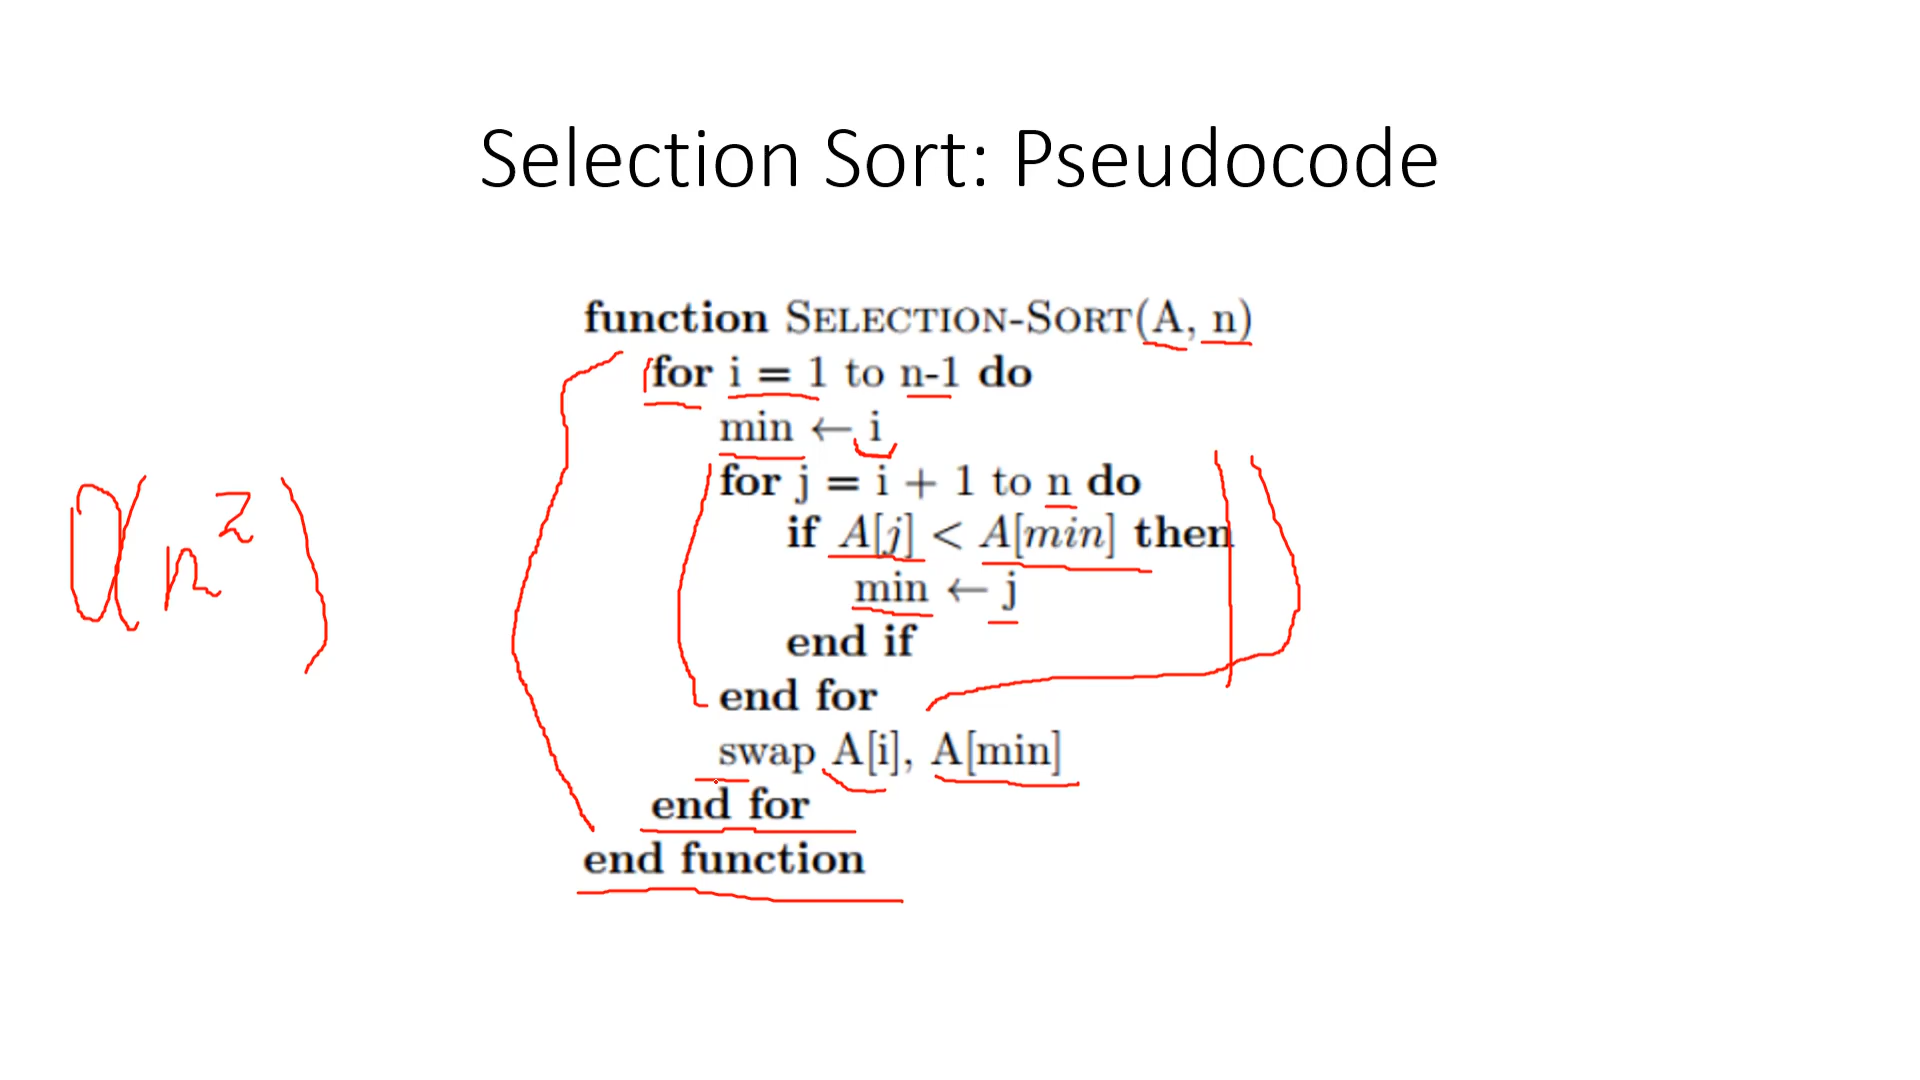 Selection Sort: Pseudocode
function SELECTION-SORT(A, n)
for i = 1 to n-1 do
min ← i
for j = i + 1 to n do
if A[j] < A[min] then
min ← j
end if
end for
swap A[i], A[min]
end for
end function
O(n²)